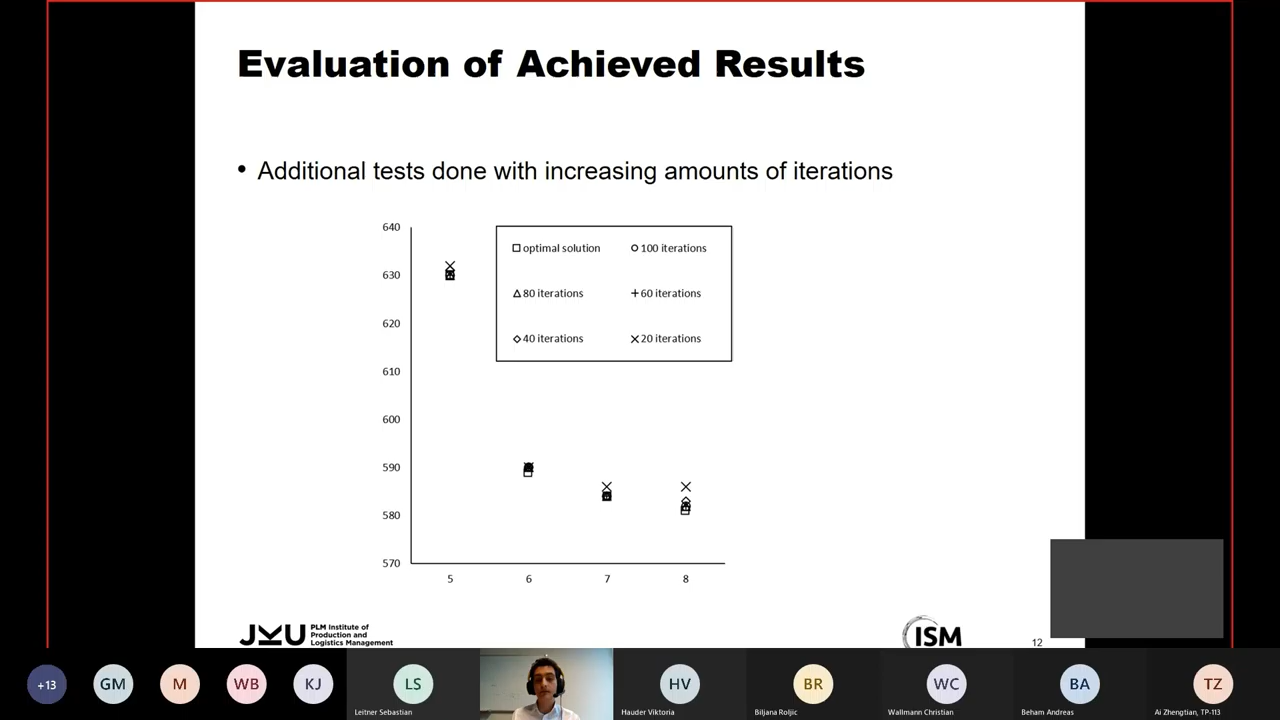 Evaluation of Achieved Results
• Additional tests done with increasing amounts of iterations
640
630
620
610
600
590
580
570
5 6 7 8
optimal solution 100 iterations
80 iterations 60 iterations
40 iterations 20 iterations
JKU PLM Institute of
Production and
Logistics Management
ISM
12
+13 GM M WB KJ LS HV BR WC BA TZ
Leitner Sebastian Hauder Viktoria Biljana Roljic Wallmann Christian Beham Andreas Ai Zhengtian, TP-113